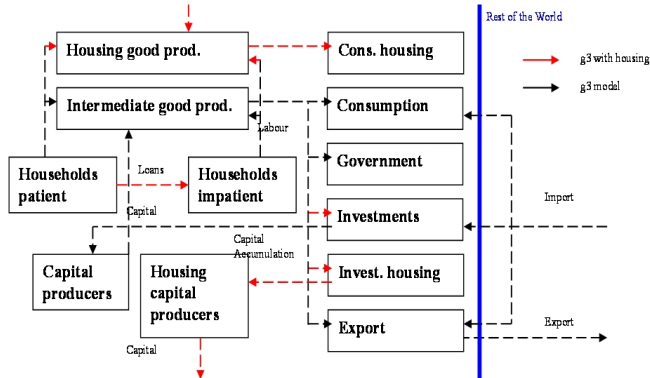 Rest of the World
Housing good prod.
Cons. housing
g3 with housing
g3 model
Intermediate good prod.
Consumption
Labour
Government
Households
patient
Loans
Households
impatient
Capital
Investments
Import
Capital
Accumulation
Capital
producers
Housing
capital
producers
Invest. housing
Export
Export
Capital